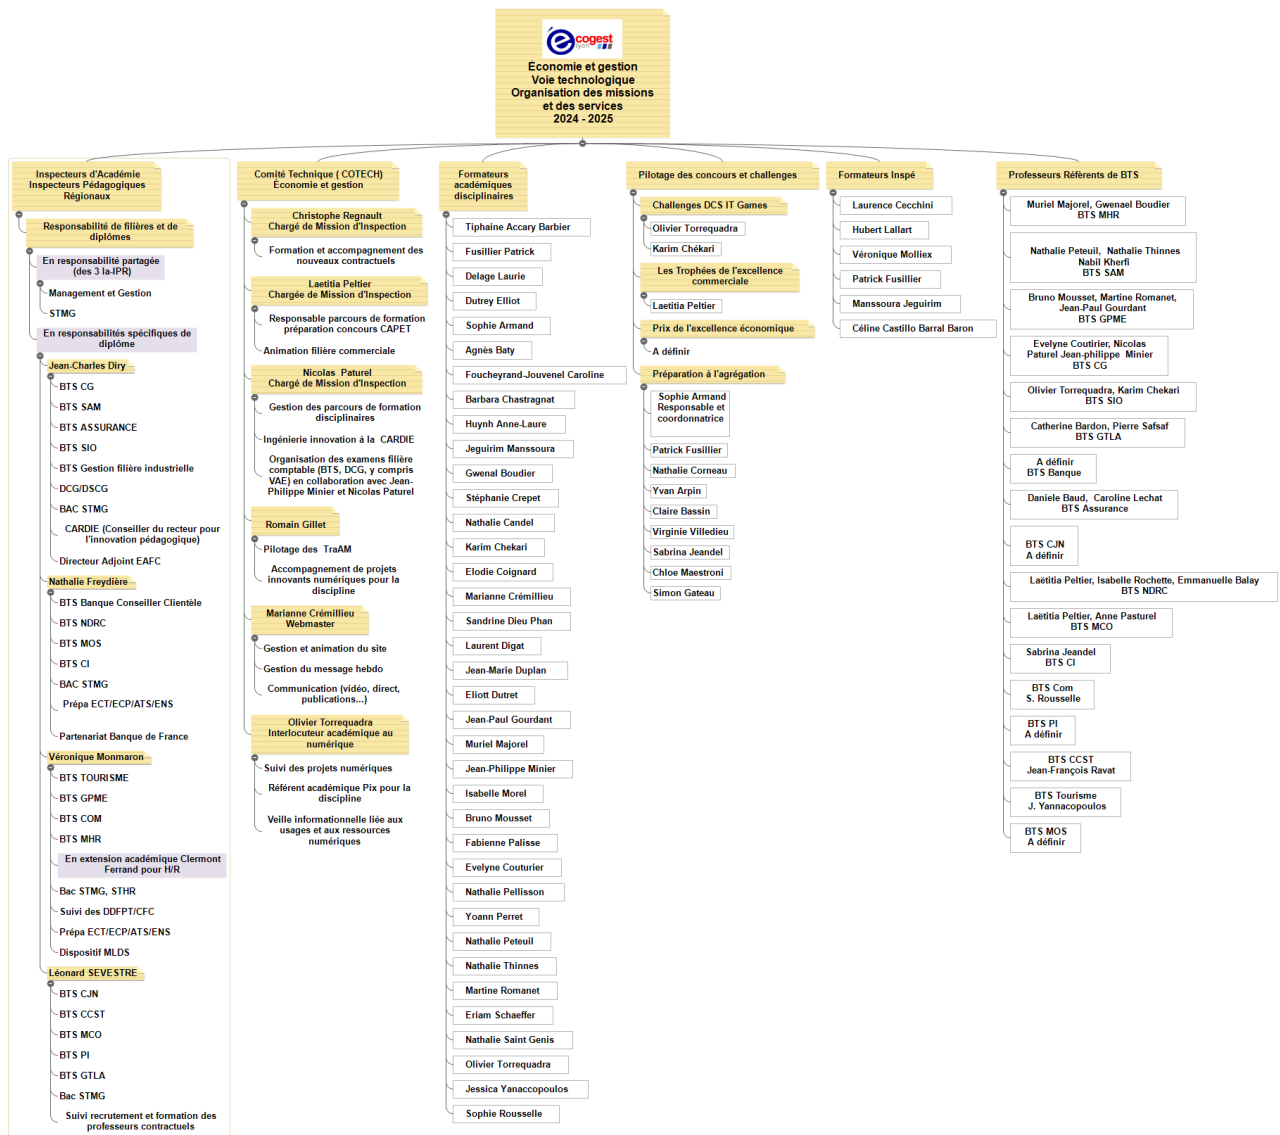 ecogest
lyon
Économie et gestion
Voie technologique
Organisation des missions
et des services
2024 - 2025
Inspecteurs d'Académie
Inspecteurs Pédagogiques
Régionaux
Responsabilité de filières et de
diplômes
En responsabilité partagée
(des 3 Ia-IPR)
Management et Gestion
STMG
En responsabilités spécifiques de
diplôme
Jean-Charles Diry
BTS CG
BTS SAM
BTS ASSURANCE
BTS SIO
BTS Gestion filière industrielle
DCG/DSCG
BAC STMG
CARDIE (Conseiller du recteur pour
l'innovation pédagogique)
Directeur Adjoint EAFC
Nathalie Freydière
BTS Banque Conseiller Clientèle
BTS NDRC
BTS MOS
BTS CI
BAC STMG
Prépa ECT/ECP/ATS/ENS
Partenariat Banque de France
Véronique Monmaron
BTS TOURISME
BTS GPME
BTS COM
BTS MHR
En extension académique Clermont
Ferrand pour H/R
Bac STMG, STHR
Suivi des DDFPT/CFC
Prépa ECT/ECP/ATS/ENS
Dispositif MLDS
Léonard SEVESTRE
BTS CJN
BTS CCST
BTS MCO
BTS PI
BTS GTLA
Bac STMG
Suivi recrutement et formation des
professeurs contractuels
Comité Technique ( COTECH)
Économie et gestion
Christophe Regnault
Chargé de Mission d'Inspection
Formation et accompagnement des
nouveaux contractuels
Laetitia Peltier
Chargée de Mission d'Inspection
Responsable parcours de formation
préparation concours CAPET
Animation filière commerciale
Nicolas  Paturel
Chargé de Mission d'Inspection
Gestion des parcours de formation
disciplinaires
Ingénierie innovation à la  CARDIE
Organisation des examens filière
comptable (BTS, DCG, y compris
VAE) en collaboration avec Jean-
Philippe Minier et Nicolas Paturel
Romain Gillet
Pilotage des  TraAM
Accompagnement de projets
innovants numériques pour la
discipline
Marianne Crémillieu
Webmaster
Gestion et animation du site
Gestion du message hebdo
Communication (vidéo, direct,
publications...)
Olivier Torrequadra
Interlocuteur académique au
numérique
Suivi des projets numériques
Référent académique Pix pour la
discipline
Veille informationnelle liée aux
usages et aux ressources
numériques
Formateurs
académiques
disciplinaires
Tiphaine Accary Barbier
Fusillier Patrick
Delage Laurie
Dutrey Elliot
Sophie Armand
Agnès Baty
Foucheyrand-Jouvenel Caroline
Barbara Chastragnat
Huynh Anne-Laure
Jeguirim Manssoura
Gwenal Boudier
Stéphanie Crepet
Nathalie Candel
Karim Chekari
Elodie Coignard
Marianne Crémillieu
Sandrine Dieu Phan
Laurent Digat
Jean-Marie Duplan
Eliott Dutret
Jean-Paul Gourdant
Muriel Majorel
Jean-Philippe Minier
Isabelle Morel
Bruno Mousset
Fabienne Palisse
Evelyne Couturier
Nathalie Pellisson
Yoann Perret
Nathalie Peteuil
Nathalie Thinnes
Martine Romanet
Eriam Schaeffer
Nathalie Saint Genis
Olivier Torrequadra
Jessica Yanaccopoulos
Sophie Rousselle
Pilotage des concours et challenges
Challenges DCS IT Games
Olivier Torrequadra
Karim Chékari
Les Trophées de l'excellence
commerciale
Laetitia Peltier
Prix de l'excellence économique
A définir
Préparation à l'agrégation
Sophie Armand
Responsable et
coordonnatrice
Patrick Fusillier
Nathalie Corneau
Yvan Arpin
Claire Bassin
Virginie Villedieu
Sabrina Jeandel
Chloe Maestroni
Simon Gateau
Formateurs Inspé
Laurence Cecchini
Hubert Lallart
Véronique Molliex
Patrick Fusillier
Manssoura Jeguirim
Céline Castillo Barral Baron
Professeurs Réfèrents de BTS
Muriel Majorel, Gwenael Boudier
BTS MHR
Nathalie Peteuil,  Nathalie Thinnes
Nabil Kherfi
BTS SAM
Bruno Mousset, Martine Romanet,
Jean-Paul Gourdant
BTS GPME
Evelyne Coutirier, Nicolas
Paturel Jean-philippe  Minier
BTS CG
Olivier Torrequadra, Karim Chekari
BTS SIO
Catherine Bardon, Pierre Safsaf
BTS GTLA
A définir
BTS Banque
Daniele Baud,  Caroline Lechat
BTS Assurance
BTS CJN
A définir
Laëtitia Peltier, Isabelle Rochette, Emmanuelle Balay
BTS NDRC
Laëtitia Peltier, Anne Pasturel
BTS MCO
Sabrina Jeandel
BTS CI
BTS Com
S. Rousselle
BTS PI
A définir
BTS CCST
Jean-François Ravat
BTS Tourisme
J. Yannacopoulos
BTS MOS
A définir